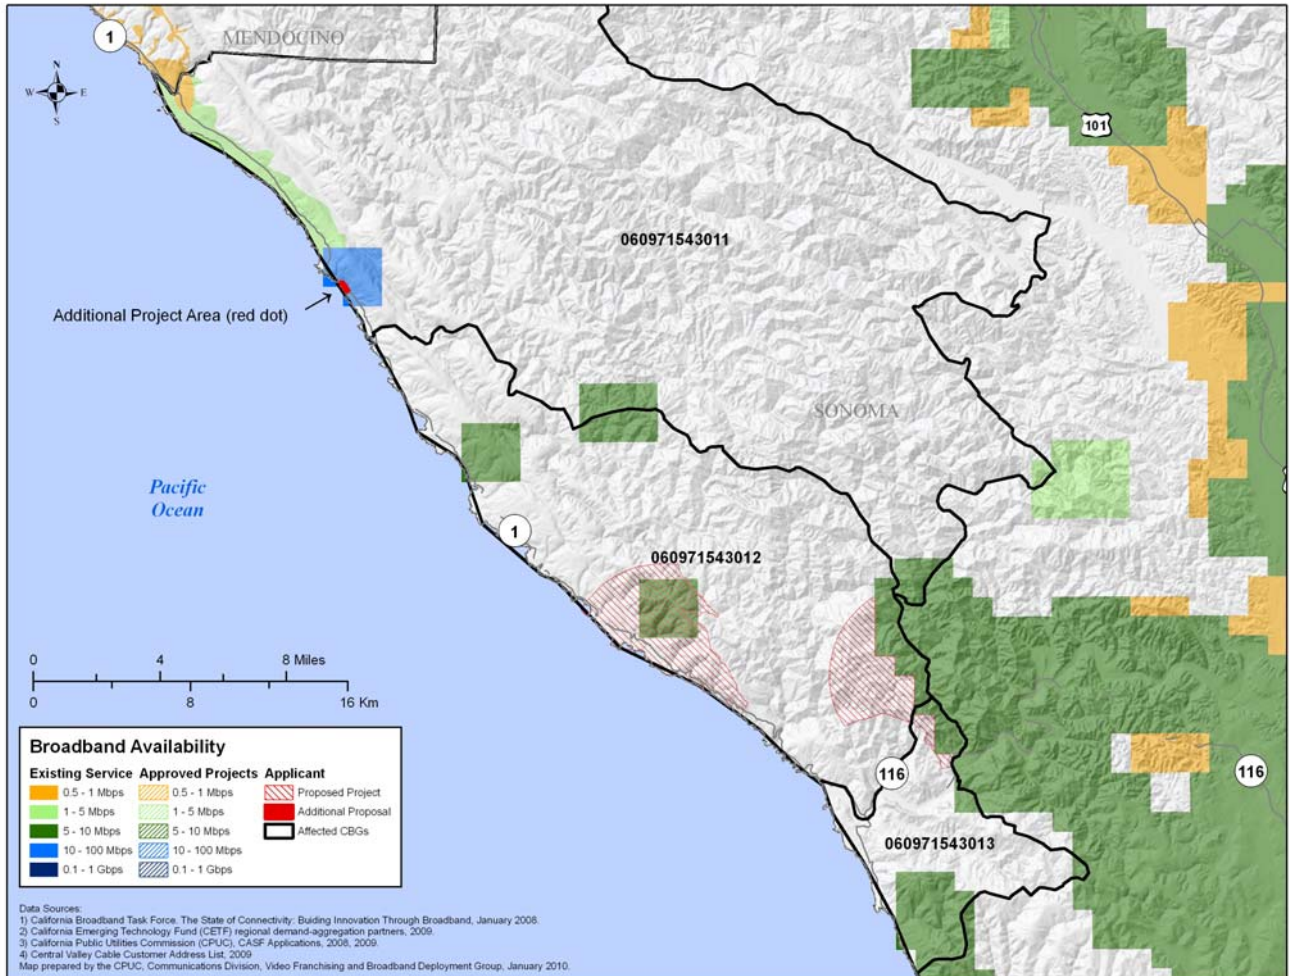 1
MENDOCINO
N
W E
S
101
060971543011
Additional Project Area (red dot)
SONOMA
Pacific
Ocean
1
060971543012
0 4 8 Miles
0 8 16 Km
116
116
060971543013
Broadband Availability
Existing Service Approved Projects Applicant
0.5 - 1 Mbps 0.5 - 1 Mbps Proposed Project
1 - 5 Mbps 1 - 5 Mbps Additional Proposal
5 - 10 Mbps 5 - 10 Mbps Affected CBGs
10 - 100 Mbps 10 - 100 Mbps
0.1 - 1 Gbps 0.1 - 1 Gbps
Data Sources:
1) California Broadband Task Force. The State of Connectivity: Buiding Innovation Through Broadband, January 2008.
2) California Emerging Technology Fund (CETF) regional demand-aggregation partners, 2009.
3) California Public Utilities Commission (CPUC), CASF Applications, 2008, 2009.
4) Central Valley Cable Customer Address List, 2009
Map prepared by the CPUC, Communications Division, Video Franchising and Broadband Deployment Group, January 2010.